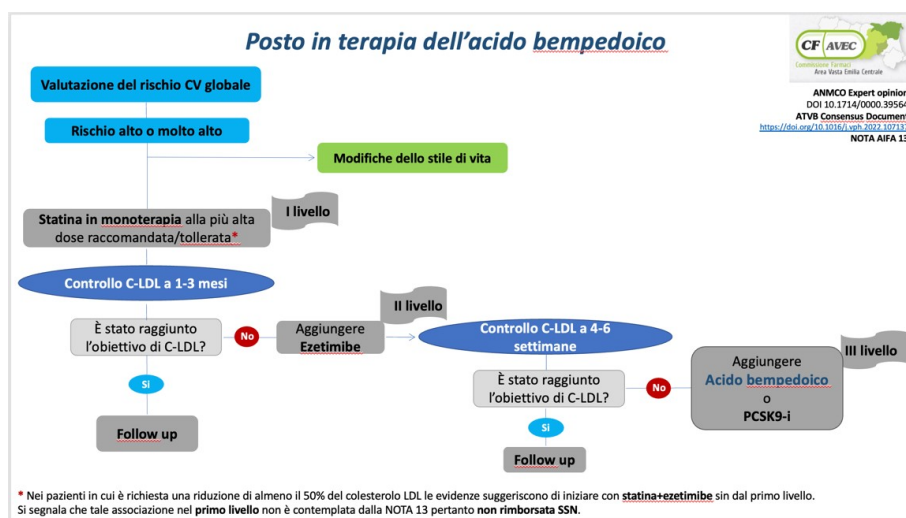 Posto in terapia dell'acido bempedoico
CF AVEC
Commissione Farmaci
Area Vasta Emilia Centrale
ANMCO Expert opinion
DOI 10.1714/0000.39564
ATVB Consensus Document
https://doi.org/10.1016/j.vph.2022.10713
NOTA AIFA 13
Valutazione del rischio CV globale
Rischio alto o molto alto
Modifiche dello stile di vita
I livello
Statina in monoterapia alla più alta
dose raccomandata/tollerata*
Controllo C-LDL a 1-3 mesi
È stato raggiunto
l'obiettivo di C-LDL?
No
Aggiungere
Ezetimibe
II livello
Controllo C-LDL a 4-6
settimane
È stato raggiunto
l'obiettivo di C-LDL?
No
III livello
Aggiungere
Acido bempedoico
o
PCSK9-i
Si
Follow up
Si
Follow up
* Nei pazienti in cui è richiesta una riduzione di almeno il 50% del colesterolo LDL le evidenze suggeriscono di iniziare con statina+ezetimibe sin dal primo livello.
Si segnala che tale associazione nel primo livello non è contemplata dalla NOTA 13 pertanto non rimborsata SSN.